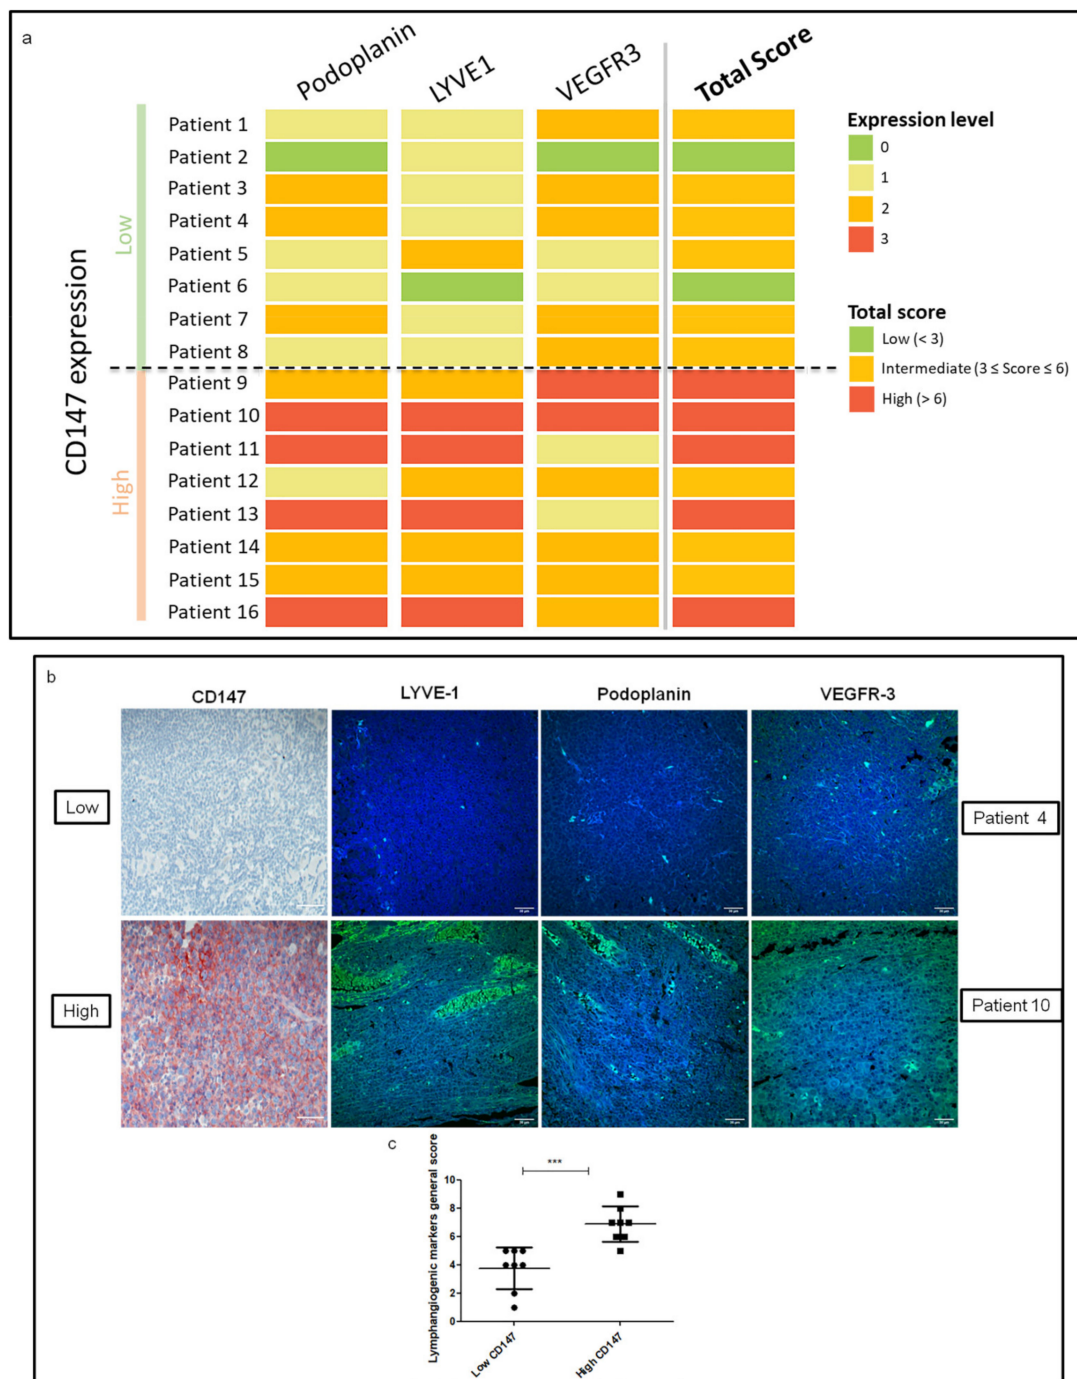 a
Podoplanin
LYVE1
VEGFR3
Total Score
CD147 expression
Low
High
Patient 1
Patient 2
Patient 3
Patient 4
Patient 5
Patient 6
Patient 7
Patient 8
Patient 9
Patient 10
Patient 11
Patient 12
Patient 13
Patient 14
Patient 15
Patient 16
Expression level
0
1
2
3
Total score
Low (< 3)
Intermediate (3 ≤ Score ≤ 6)
High (> 6)
b
CD147
LYVE-1
Podoplanin
VEGFR-3
Low
Patient 4
High
Patient 10
c
Lymphangiogenic markers general score
***
10
8
6
4
2
0
Low CD147
High CD147